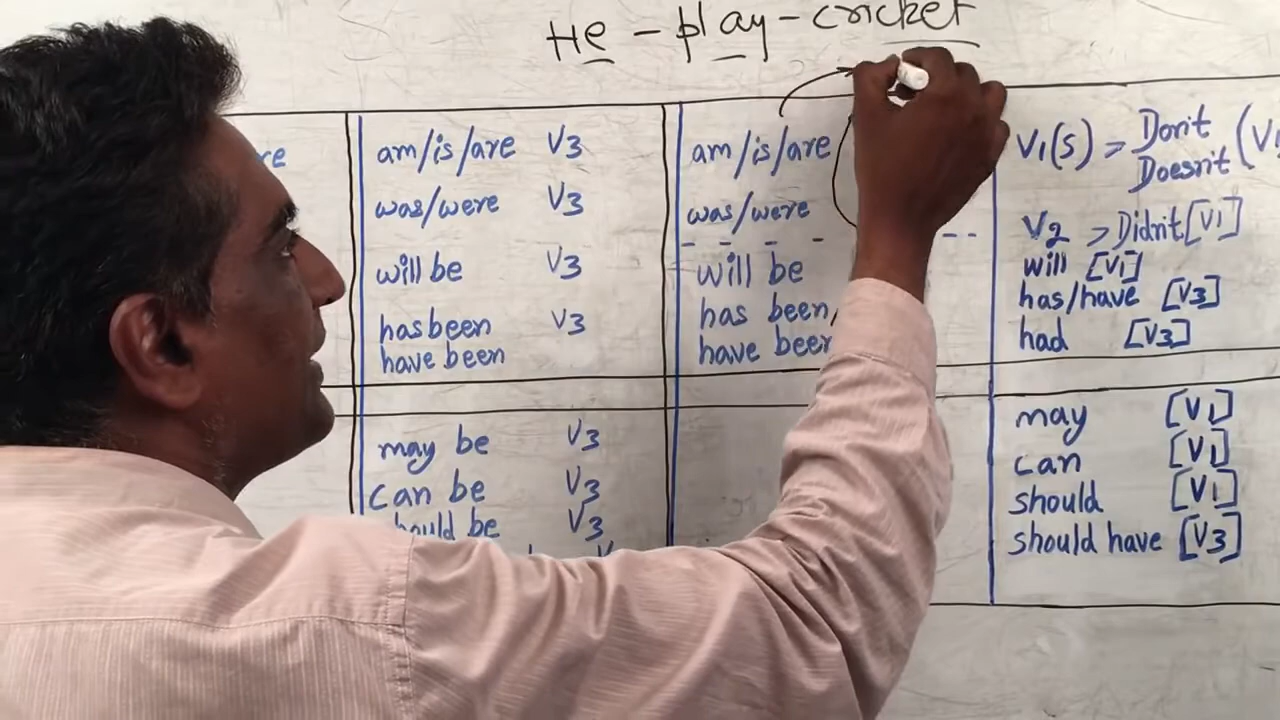 He - play - cricket
am/is/are V3
was/were V3
will be V3
has been V3
have been
may be V3
can be V3
should be V3
am/is/are
was/were
will be
has been
have been
V1(s) > Don't
Doesn't (V1
V2 > Didn't [V1]
will [V1]
has/have [V3]
had [V3]
may [V1]
can [V1]
should [V1]
should have [V3]